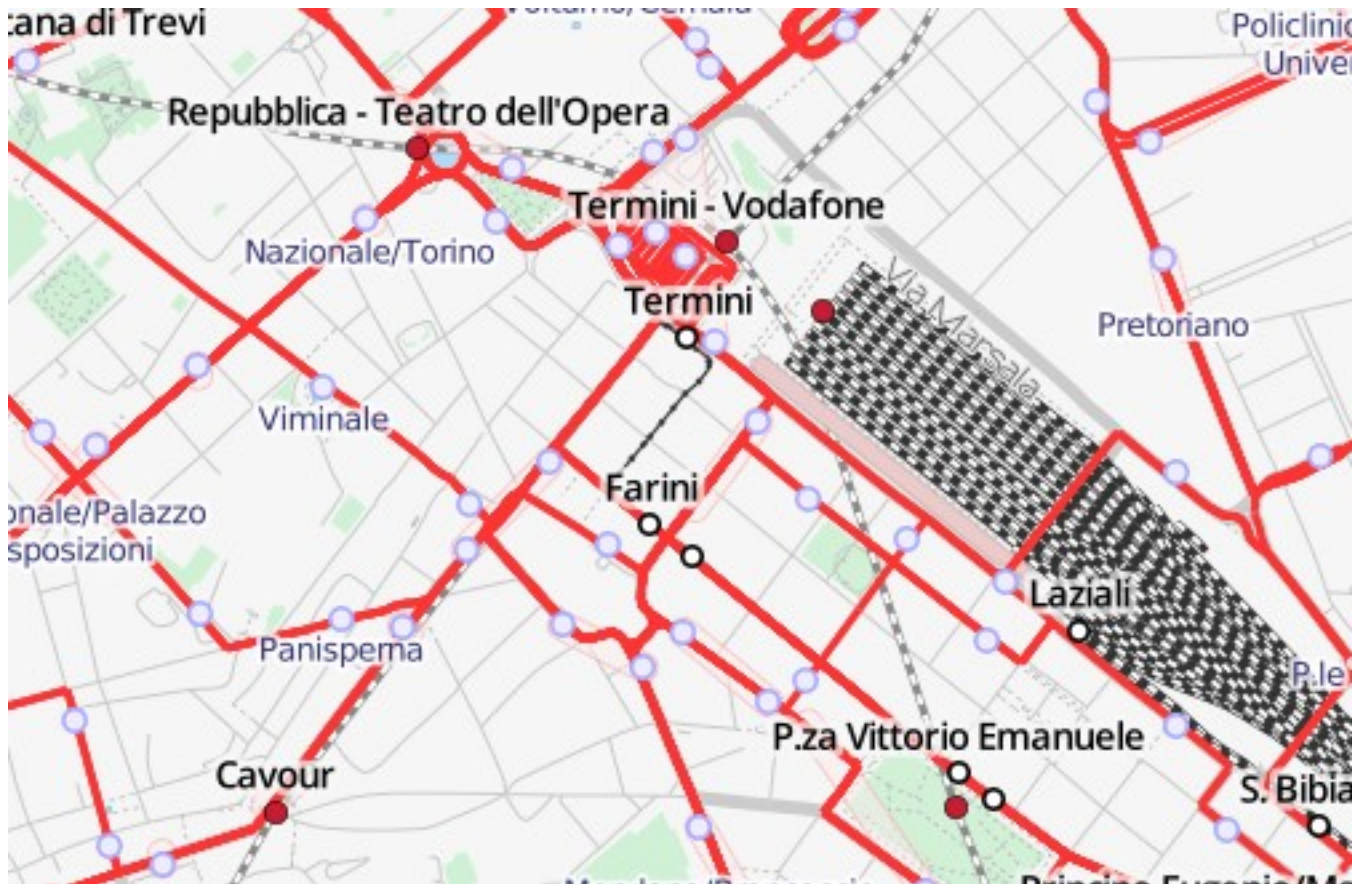 tana di Trevi
Policlinic
Univer
Repubblica - Teatro dell'Opera
Termini - Vodafone
Nazionale/Torino
Via Marsala
Termini
Pretoriano
Viminale
Farini
onale/Palazzo
sposizioni
Laziali
Panisperna
P.le
P.za Vittorio Emanuele
Cavour
S. Bibia